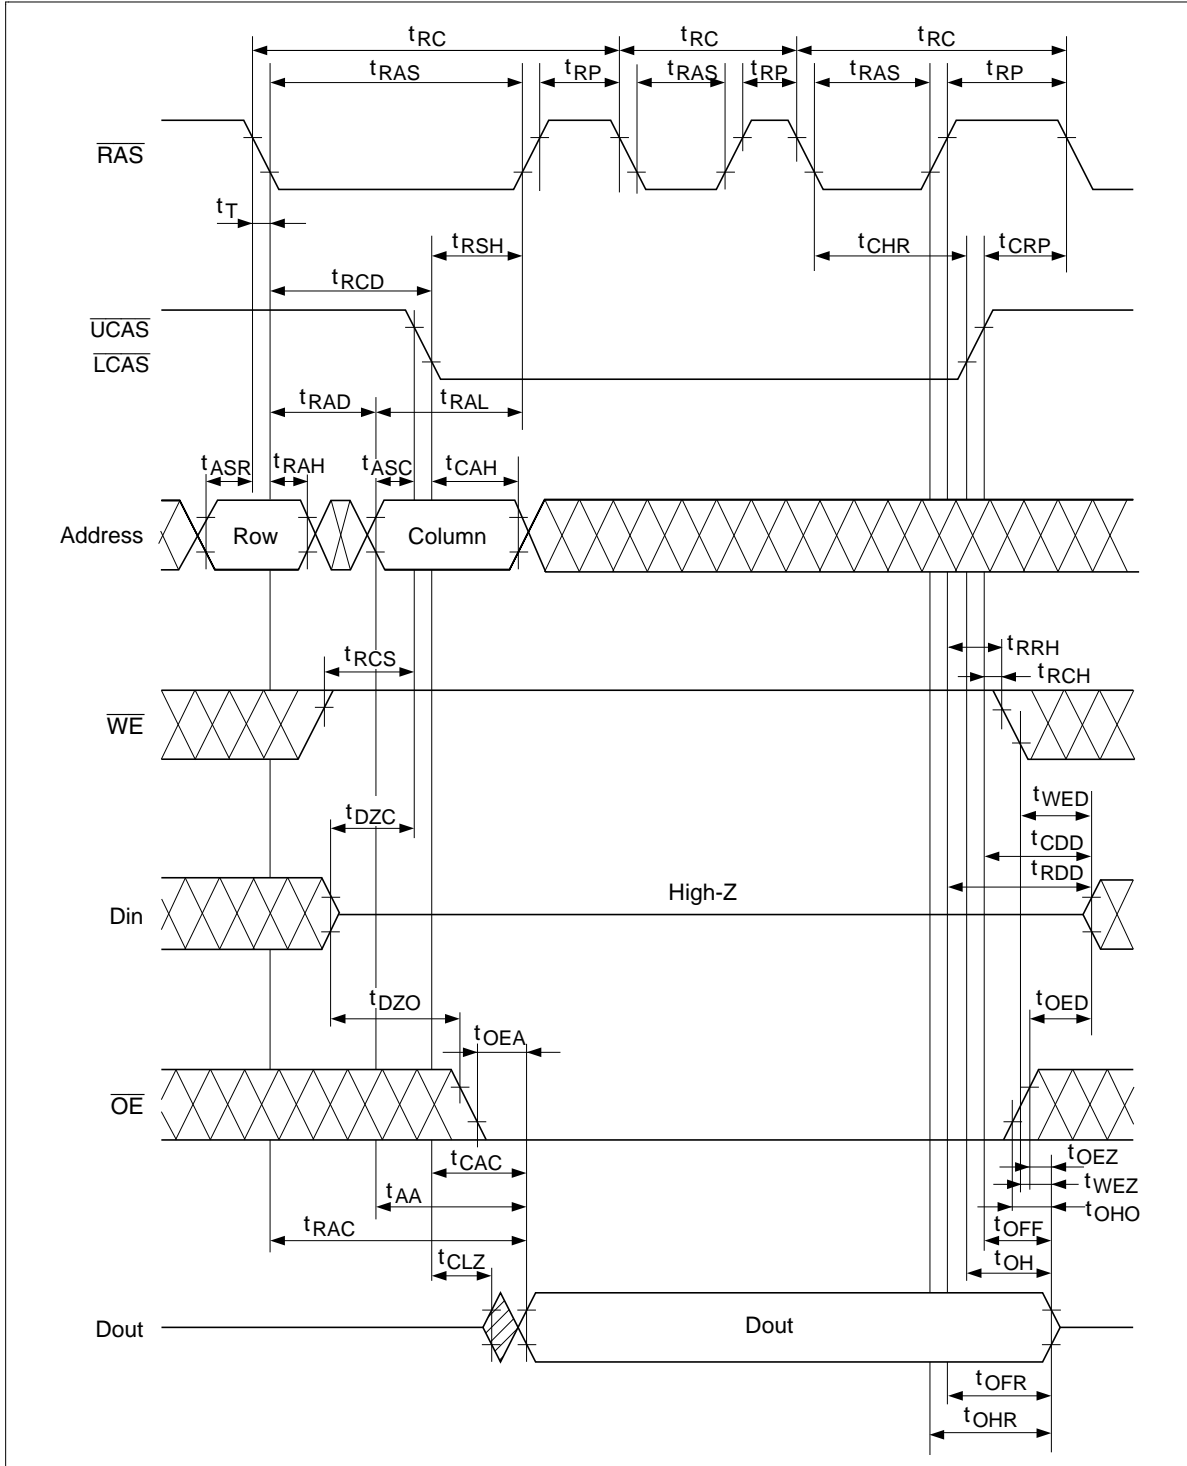 tRC tRC tRC
tRAS tRP tRAS tRP tRAS tRP
RAS
tT
tRSH tCHR tCRP
tRCD
UCAS
LCAS
tRAD tRAL
tASR tRAH tASC tCAH
Address Row Column
tRRH
tRCS
tRCH
WE
tWED
tDZC
tCDD
tRDD
High-Z
Din
tDZO tOED
tOEA
OE
tCAC tOEZ
tWEZ
tAA
tOHO
tRAC tOFF
tCLZ tOH
Dout Dout
tOFR
tOHR